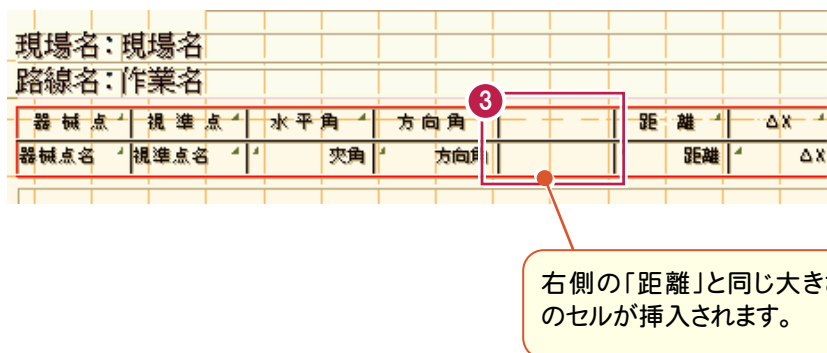 現場名：現場名
路線名：作業名
3
器械点 視準点 水平角 方向角 距離 ΔX
器械点名 視準点名 夾角 方向角 距離 ΔX
右側の「距離」と同じ大きさ
のセルが挿入されます。